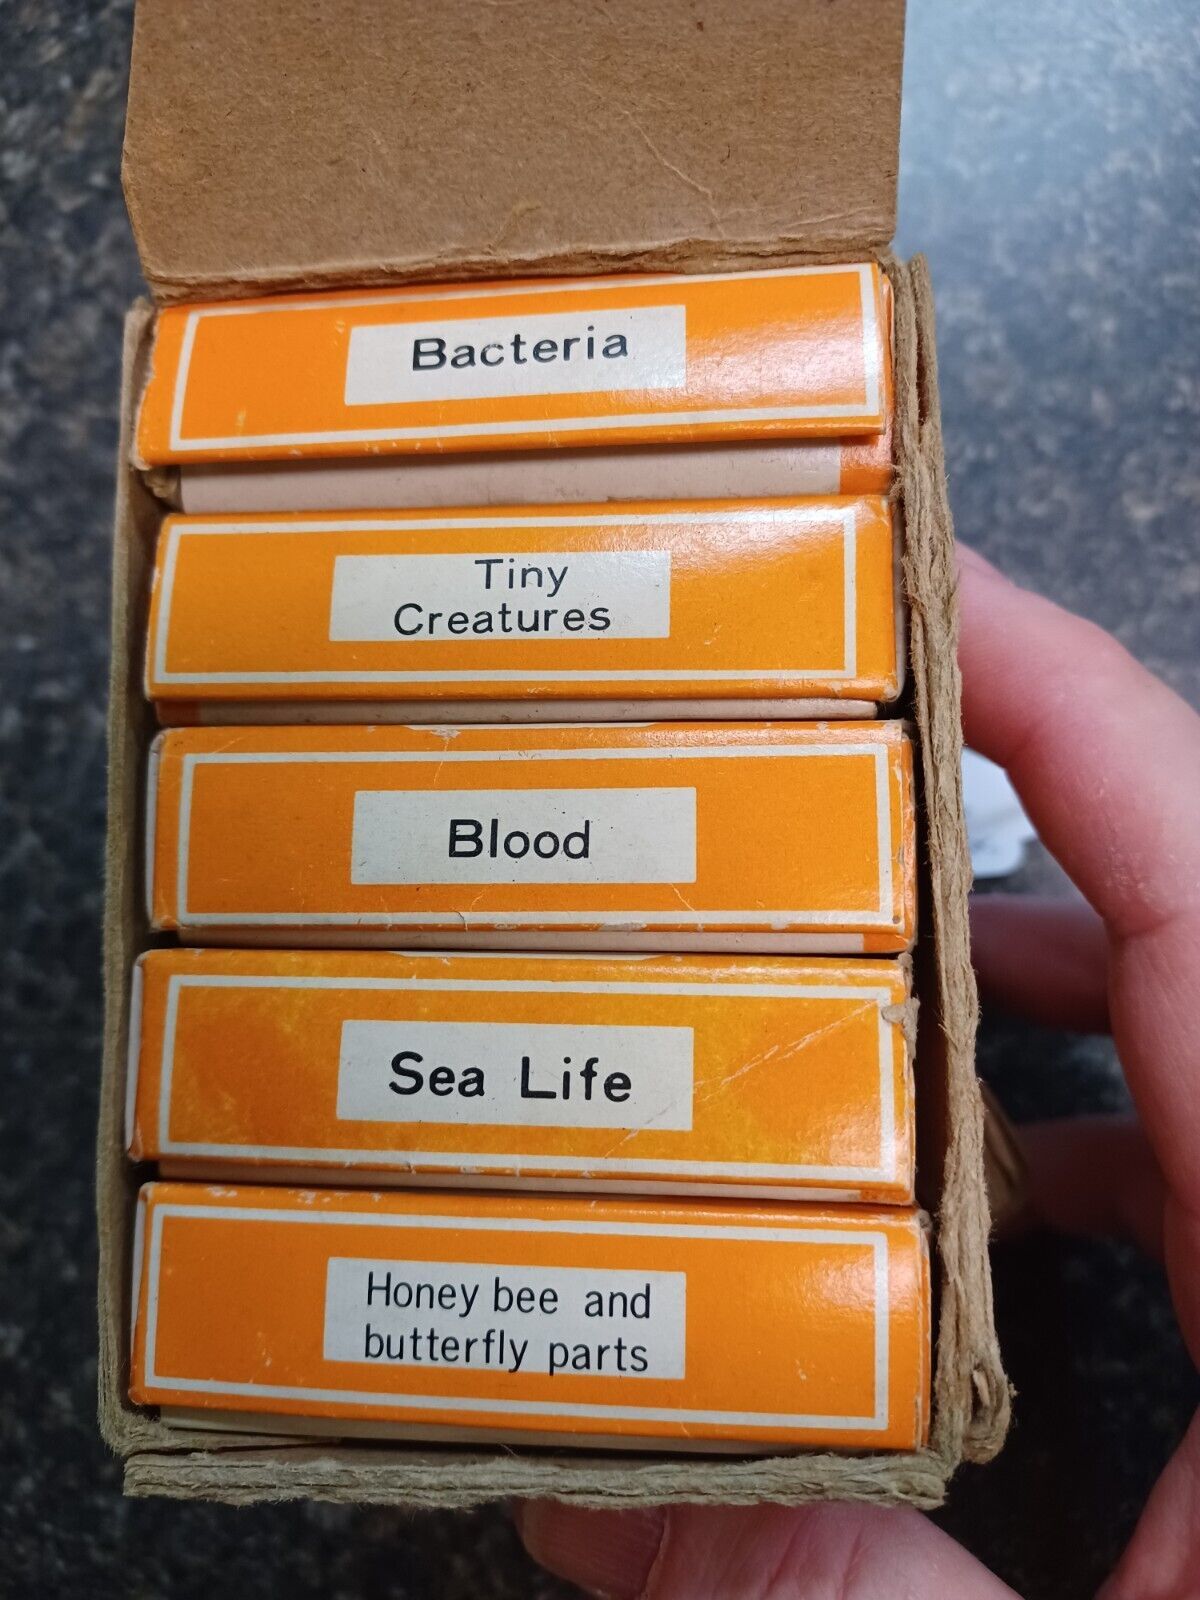 Bacteria
Tiny
Creatures
Blood
Sea Life
Honey bee and
butterfly parts